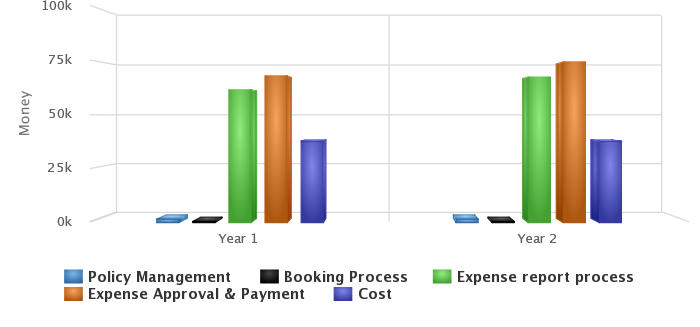 100k
75k
50k
25k
0k
Money
Year 1
Year 2
Policy Management
Booking Process
Expense report process
Expense Approval & Payment
Cost